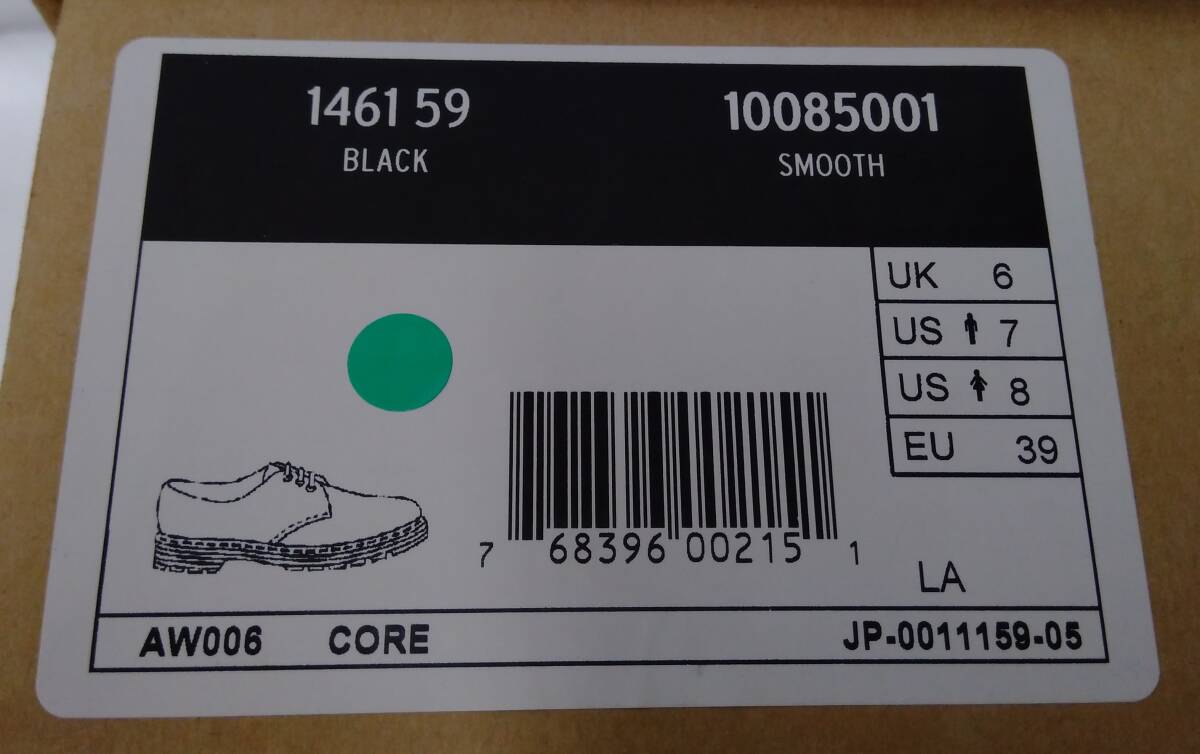 1461 59
BLACK
10085001
SMOOTH
UK 6
US 7
US 8
EU 39
7 68396 00215 1
LA
AW006 CORE JP-0011159-05